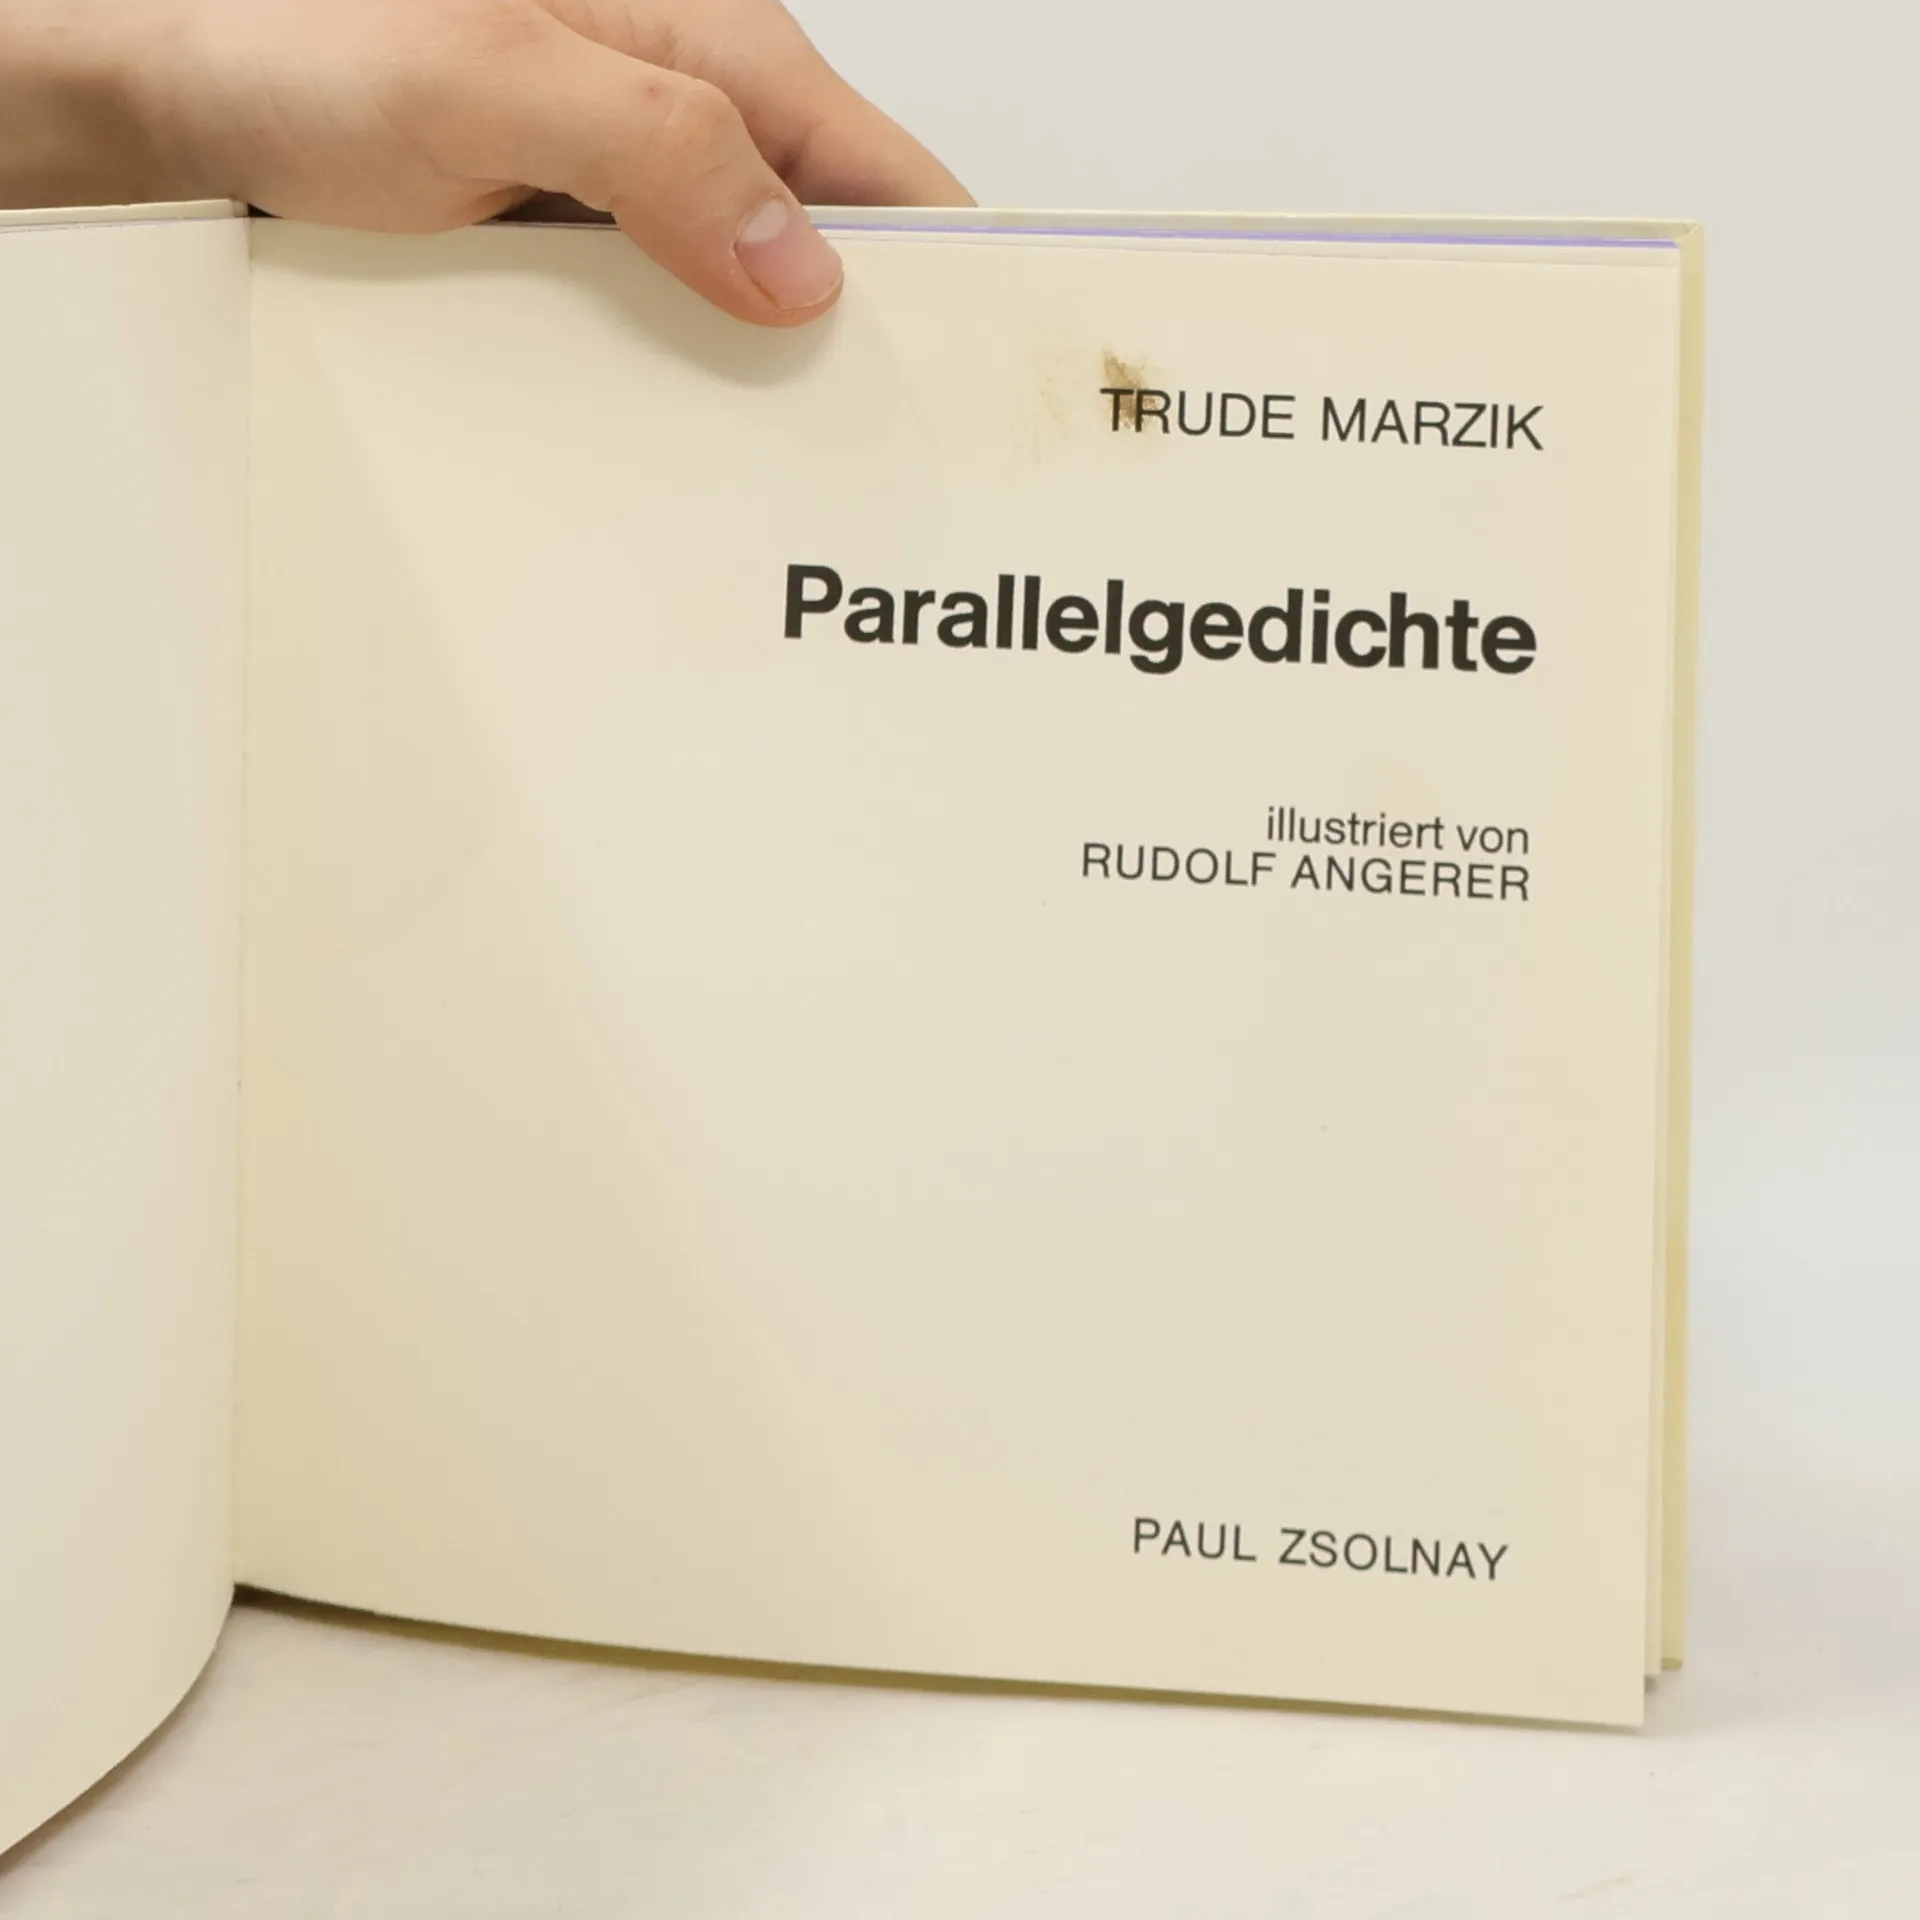 TRUDE MARZIK
Parallelgedichte
illustriert von
RUDOLF ANGERER
PAUL ZSOLNAY